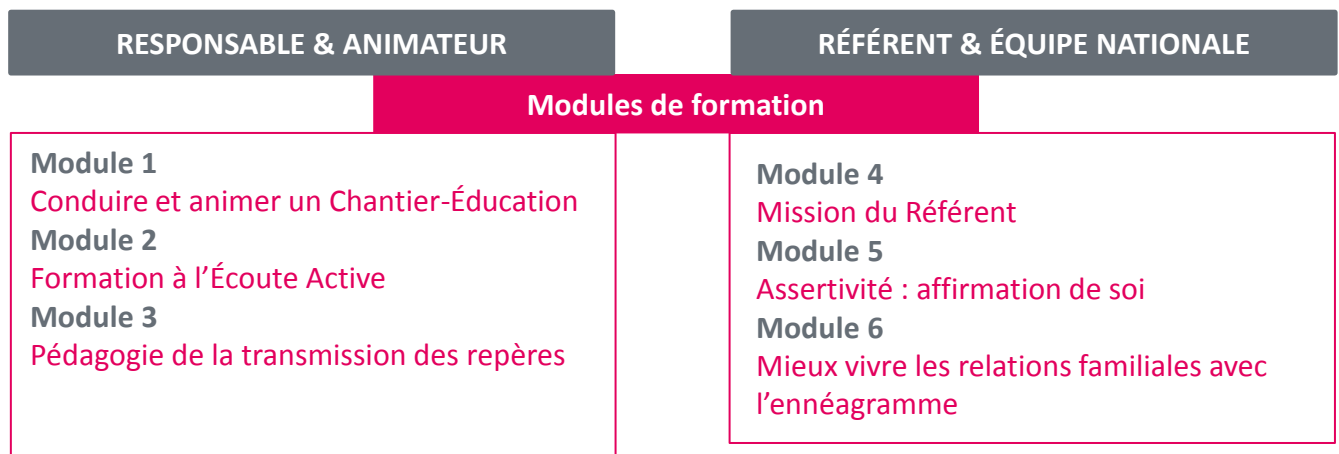 RESPONSABLE & ANIMATEUR
RÉFÉRENT & ÉQUIPE NATIONALE
Modules de formation
Module 1
Conduire et animer un Chantier-Éducation
Module 2
Formation à l’Écoute Active
Module 3
Pédagogie de la transmission des repères
Module 4
Mission du Référent
Module 5
Assertivité : affirmation de soi
Module 6
Mieux vivre les relations familiales avec
l’ennéagramme